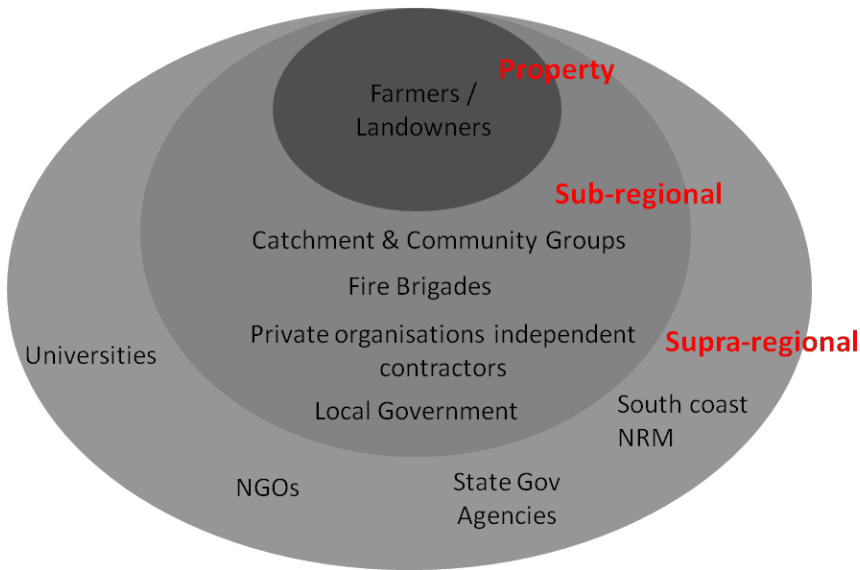 Property
Farmers /
Landowners
Sub-regional
Catchment & Community Groups
Fire Brigades
Private organisations independent
contractors
Supra-regional
Universities
Local Government
South coast
NRM
NGOs
State Gov
Agencies